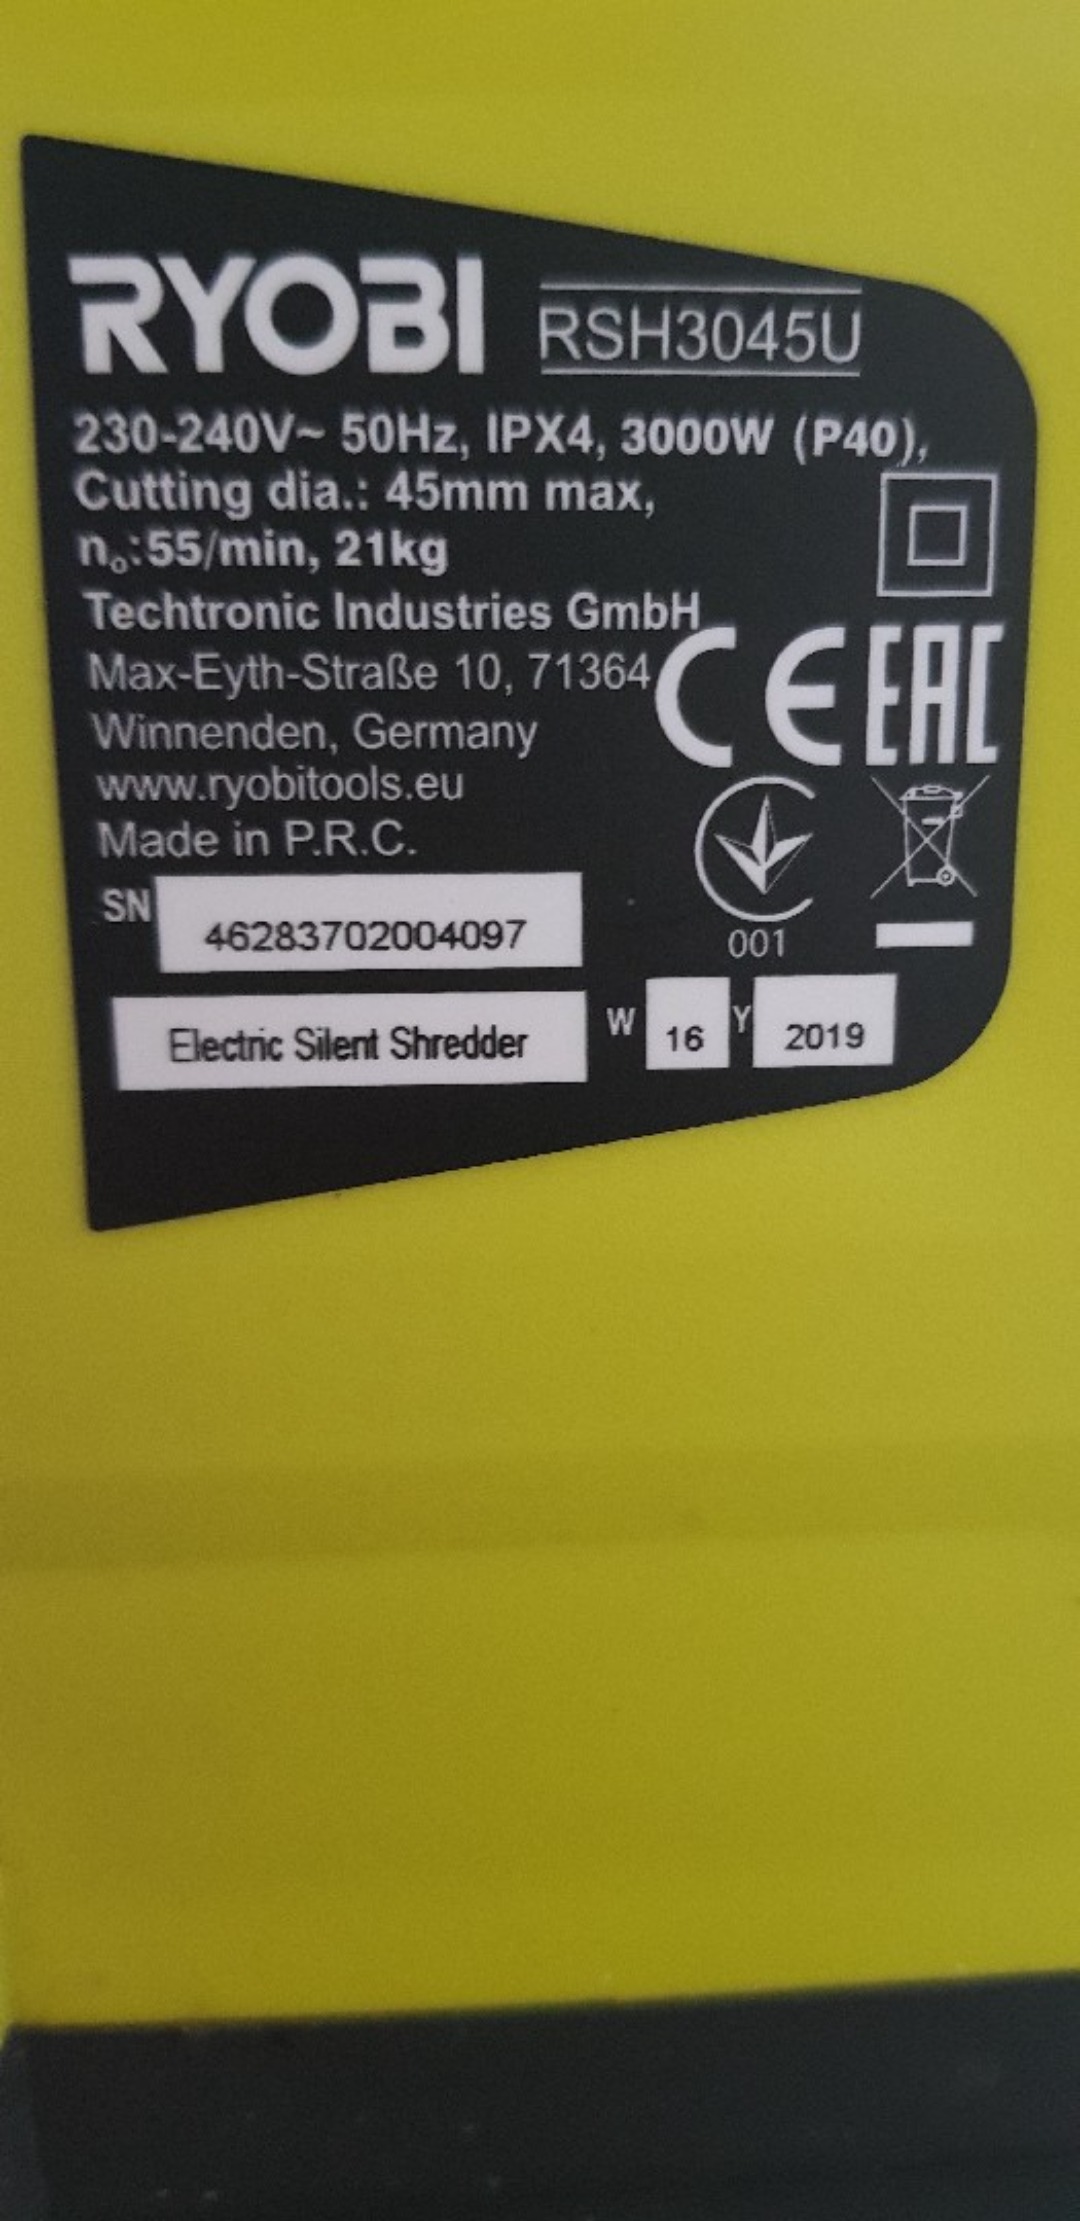 RYOBI RSH3045U
230-240V~ 50Hz, IPX4, 3000W (P40),
Cutting dia.: 45mm max,
nₒ:55/min, 21kg
Techtronic Industries GmbH
Max-Eyth-Straße 10, 71364
Winnenden, Germany
www.ryobitools.eu
Made in P.R.C.
CE EAC
001
SN 46283702004097
Electric Silent Shredder W 16 Y 2019